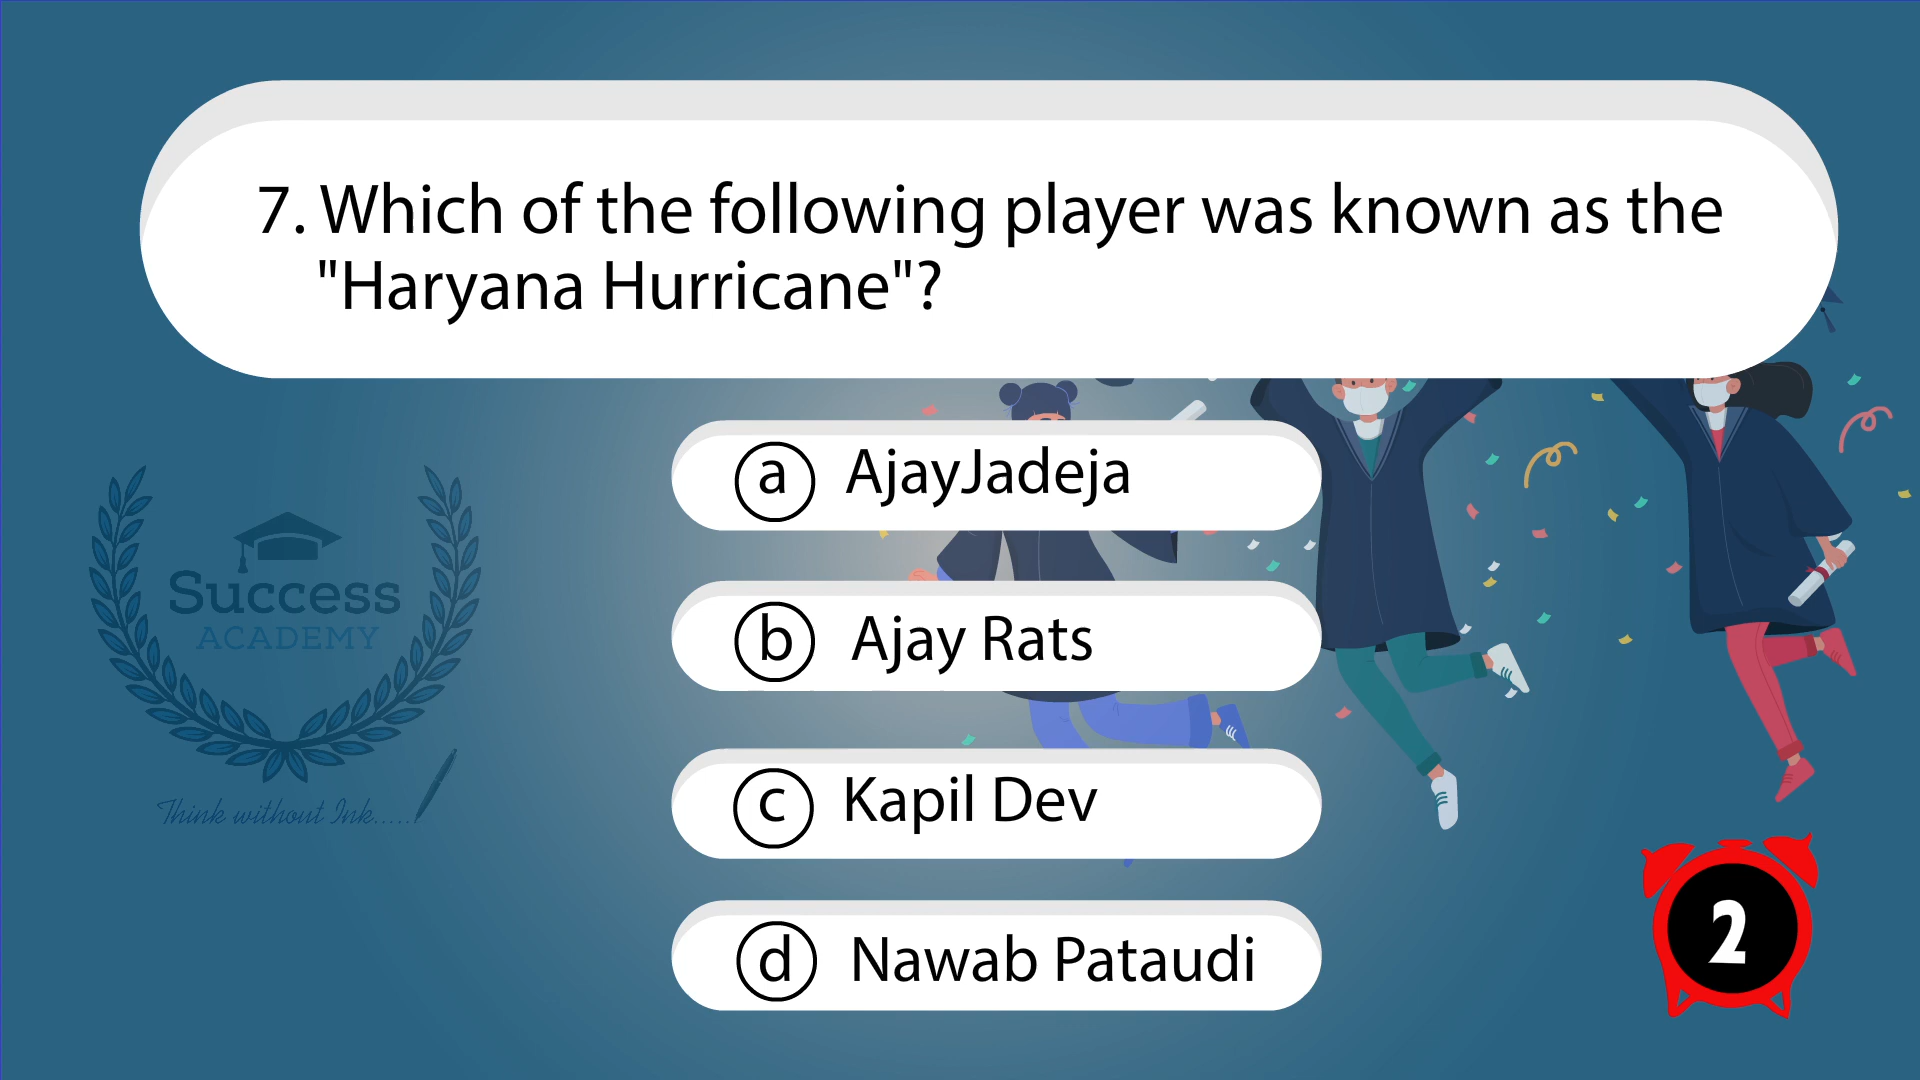 7. Which of the following player was known as the
"Haryana Hurricane"?
a AjayJadeja
b Ajay Rats
c Kapil Dev
d Nawab Pataudi
Success
ACADEMY
Think without Ink.....
2